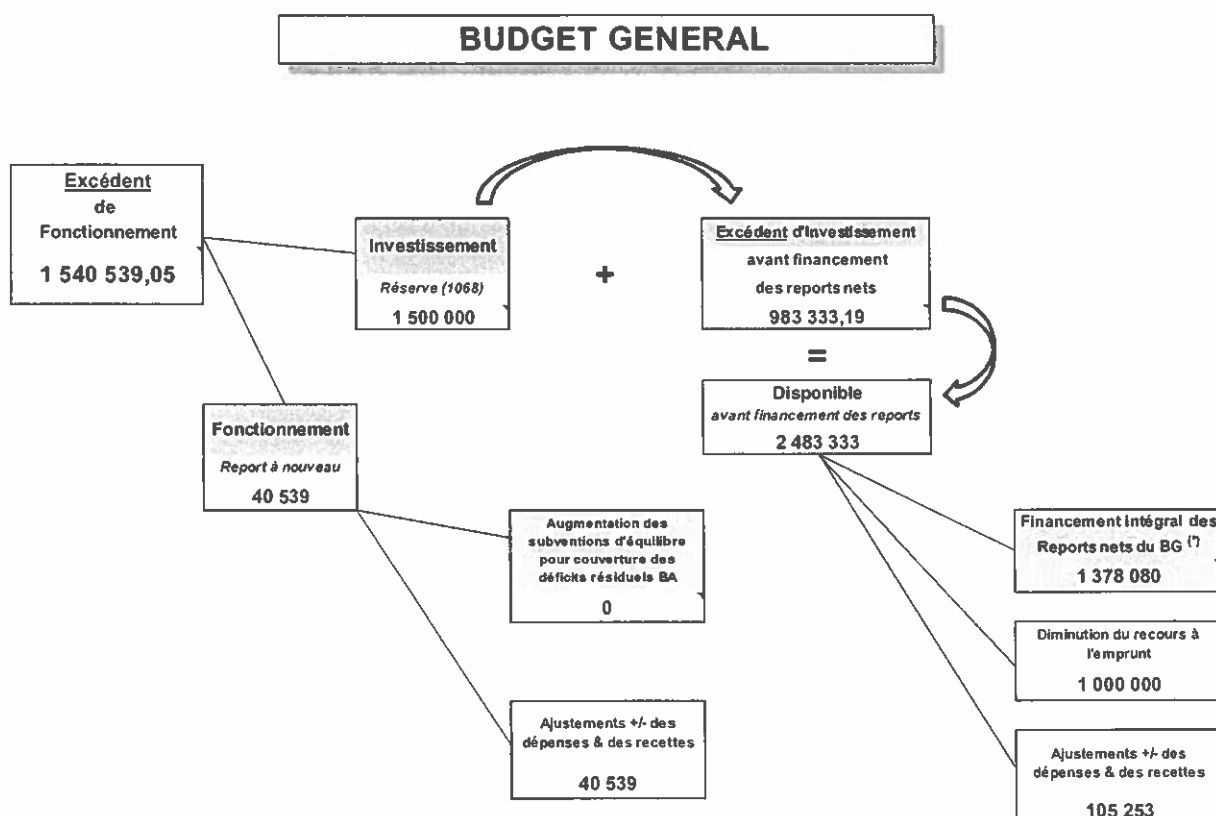 BUDGET GENERAL
Excédent
de
Fonctionnement
1 540 539,05
Investissement
Réserve (1068)
1 500 000
+
Excédent d'Investissement
avant financement
des reports nets
983 333,19
=
Disponible
avant financement des reports
2 483 333
Fonctionnement
Report à nouveau
40 539
Augmentation des
subventions d'équilibre
pour couverture des
déficits résiduels BA
0
Ajustements +/- des
dépenses & des recettes
40 539
Financement Intégral des
Reports nets du BG (*)
1 378 080
Diminution du recours à
l'emprunt
1 000 000
Ajustements +/- des
dépenses & des recettes
105 253